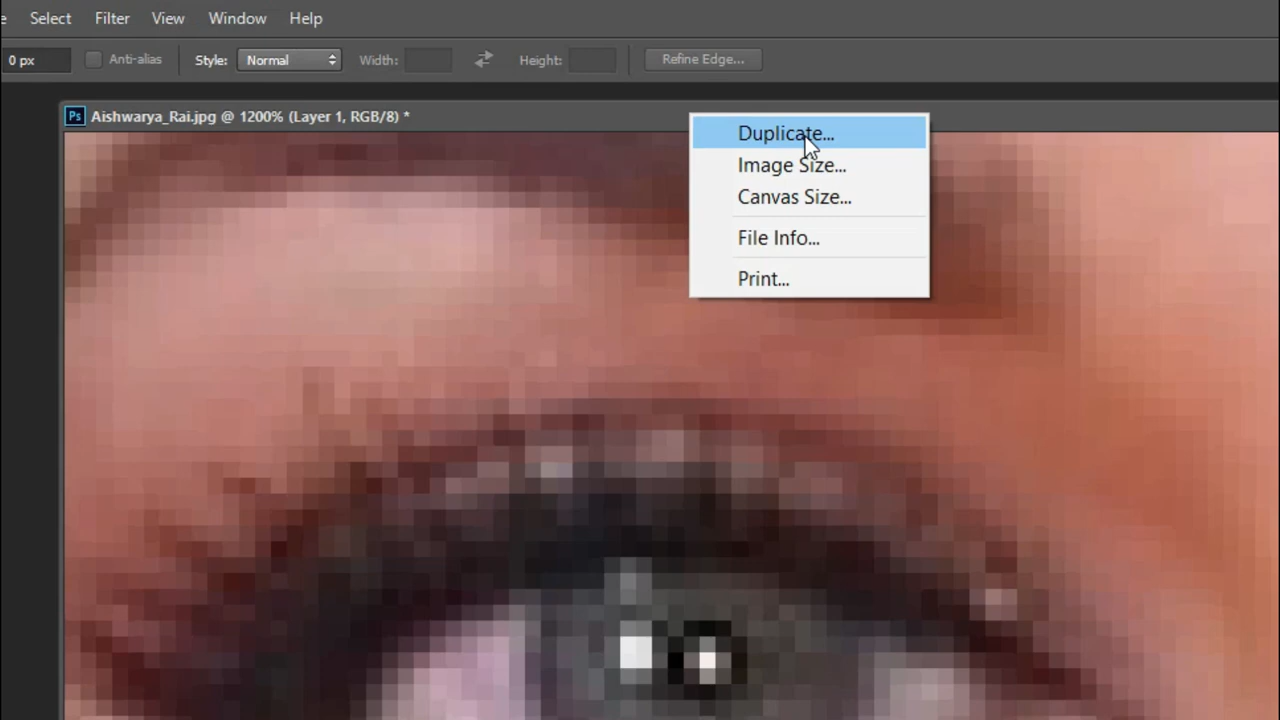 Select Filter View Window Help
0 px Anti-alias Style: Normal Width: Height: Refine Edge...
Ps Aishwarya_Rai.jpg @ 1200% (Layer 1, RGB/8) *
Duplicate...
Image Size...
Canvas Size...
File Info...
Print...